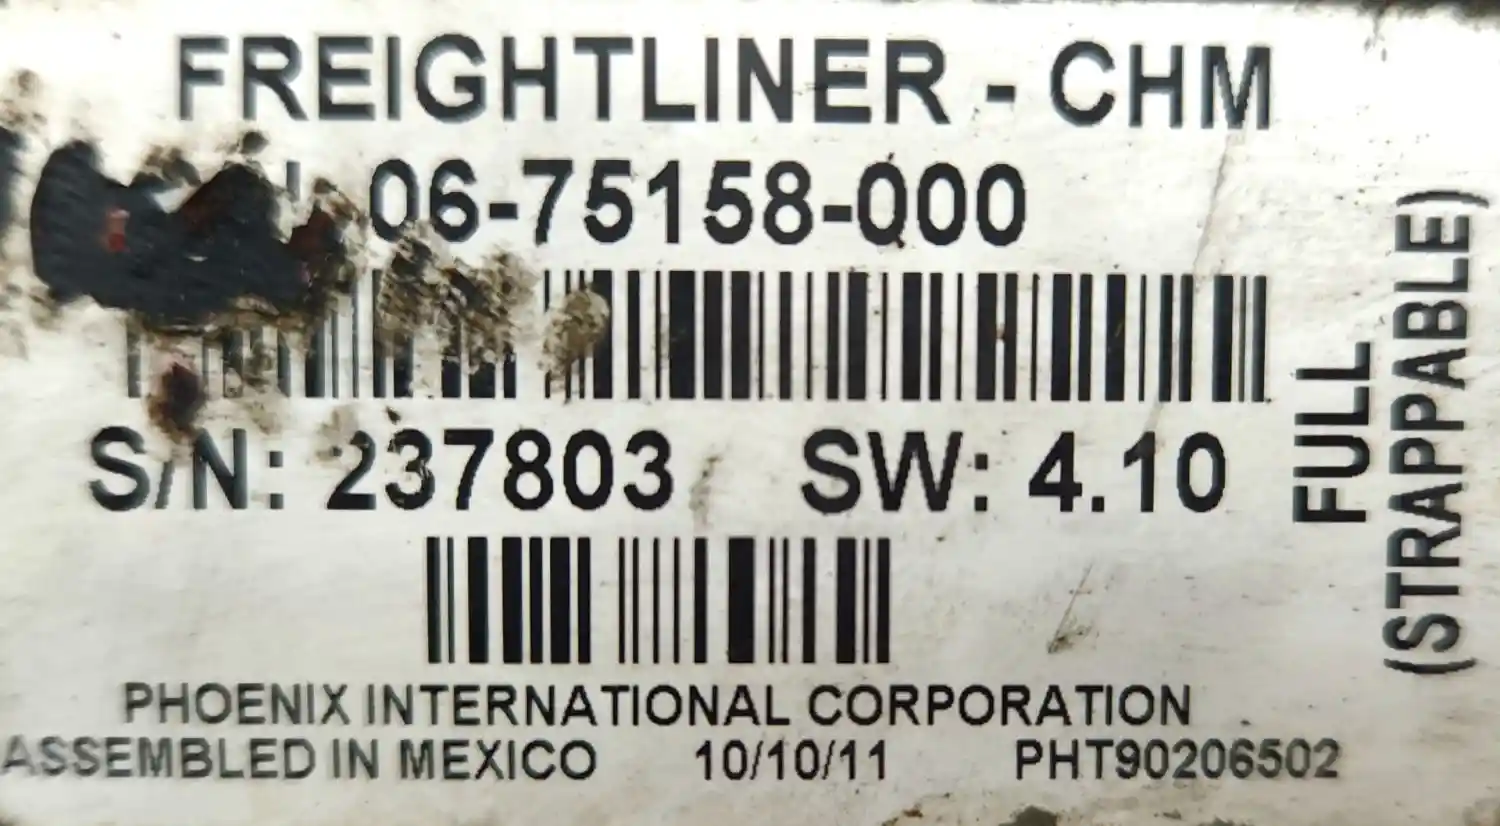 FREIGHTLINER - CHM
06-75158-000
S/N: 237803 SW: 4.10
PHOENIX INTERNATIONAL CORPORATION
ASSEMBLED IN MEXICO 10/10/11 PHT90206502
FULL
(STRAPPABLE)